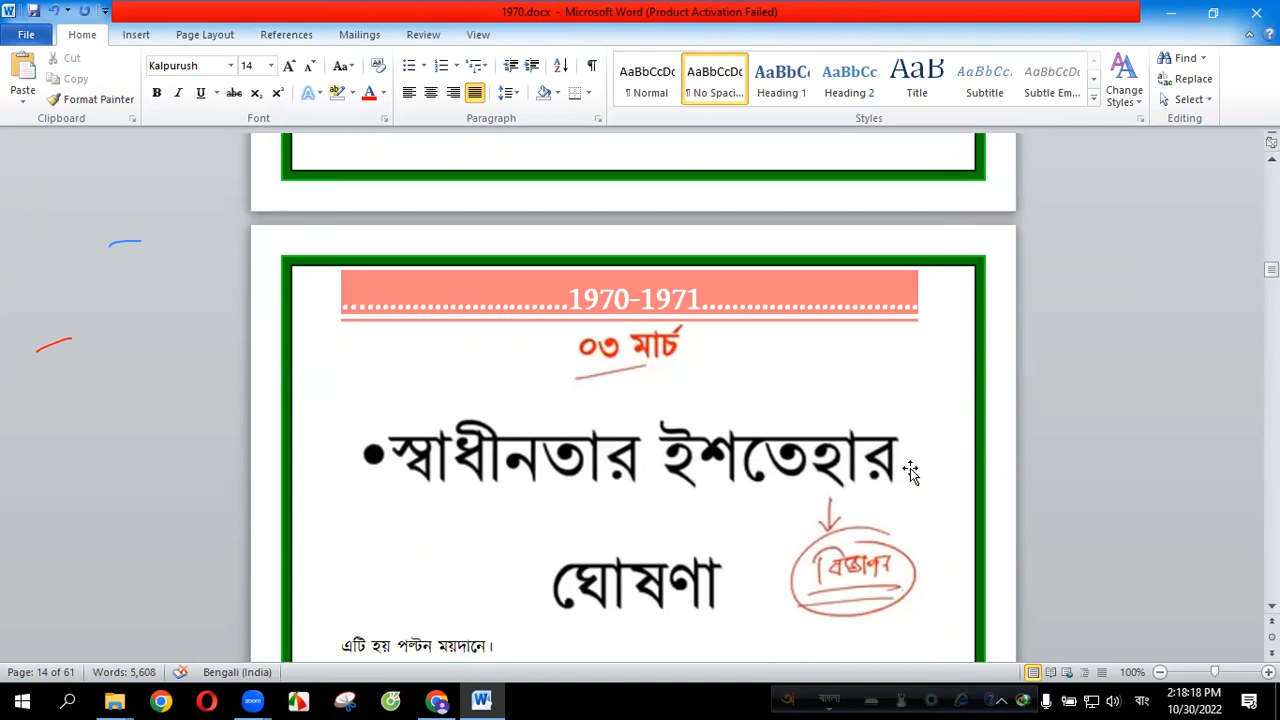 1970.docx - Microsoft Word (Product Activation Failed)
File Home Insert Page Layout References Mailings Review View
Paste
Cut
Copy
Format Painter
Clipboard
Kalpurush 14
Font
Paragraph
AaBbCcDc AaBbCcDc AaBbC AaBbCc AaB AaBbCc. AaBbCcDc
¶ Normal ¶ No Spaci... Heading 1 Heading 2 Title Subtitle Subtle Em...
Change Styles
Styles
Find
Replace
Select
Editing
............................1970-1971............................
০৩ মার্চ
•স্বাধীনতার ইশতেহার
ঘোষণা
এটি হয় পল্টন ময়দানে।
Page: 14 of 61 Words: 5,608 Bengali (India) 100%
zoom
বাংলা
বাং
2:18:18 PM
10/30/2022